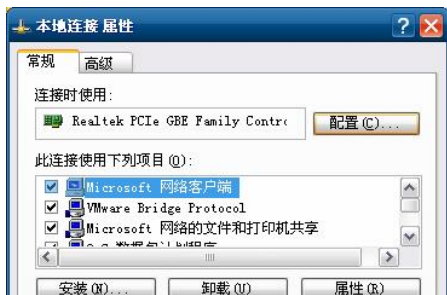 本地连接 属性
常规 高级
连接时使用:
Realtek PCIe GBE Family Contr
配置(C)...
此连接使用下列项目(O):
Microsoft 网络客户端
VMware Bridge Protocol
Microsoft 网络的文件和打印机共享
安装(N)... 卸载(U) 属性(R)